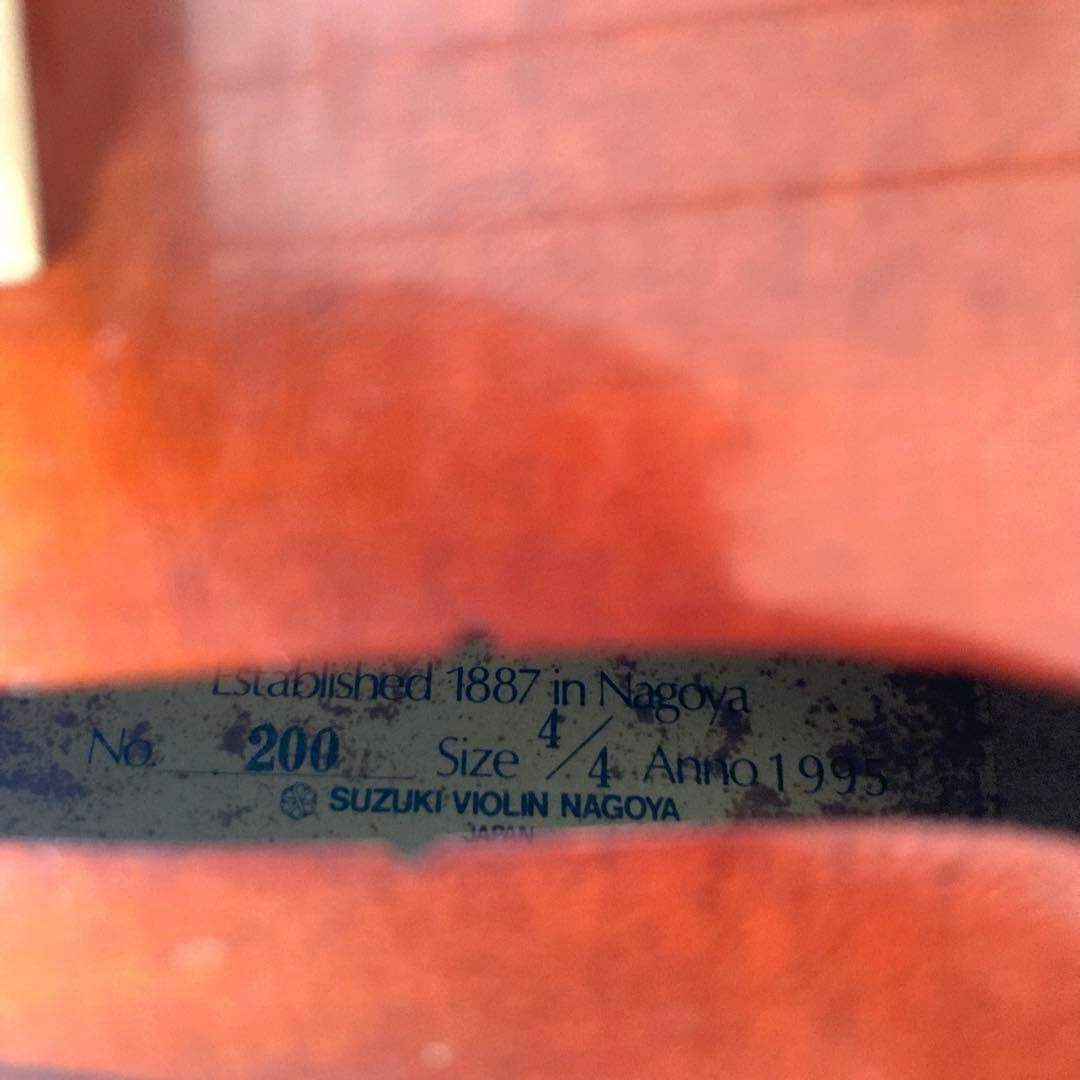 Established 1887 in Nagoya
No. 200 Size 4/4 Anno 1995
SUZUKI VIOLIN NAGOYA
JAPAN